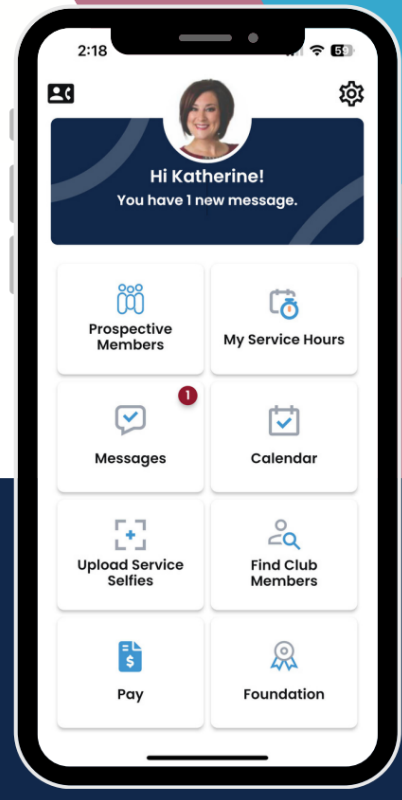 2:18
59
Hi Katherine!
You have 1 new message.
Prospective
Members
My Service Hours
1
Messages
Calendar
Upload Service
Selfies
Find Club
Members
$
Pay
Foundation